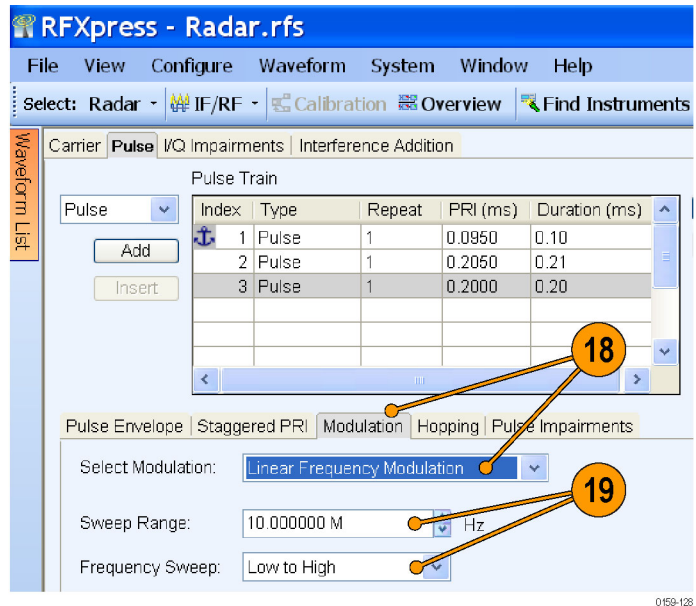 RFXpress - Radar.rfs
File View Configure Waveform System Window Help
Select: Radar IF/RF Calibration Overview Find Instruments
Waveform List
Carrier Pulse I/Q Impairments Interference Addition
Pulse Train
Pulse
Add
Insert
Index Type Repeat PRI (ms) Duration (ms)
1 Pulse 1 0.0950 0.10
2 Pulse 1 0.2050 0.21
3 Pulse 1 0.2000 0.20
18
Pulse Envelope Staggered PRI Modulation Hopping Pulse Impairments
Select Modulation: Linear Frequency Modulation
19
Sweep Range: 10.000000 M Hz
Frequency Sweep: Low to High
0159-128